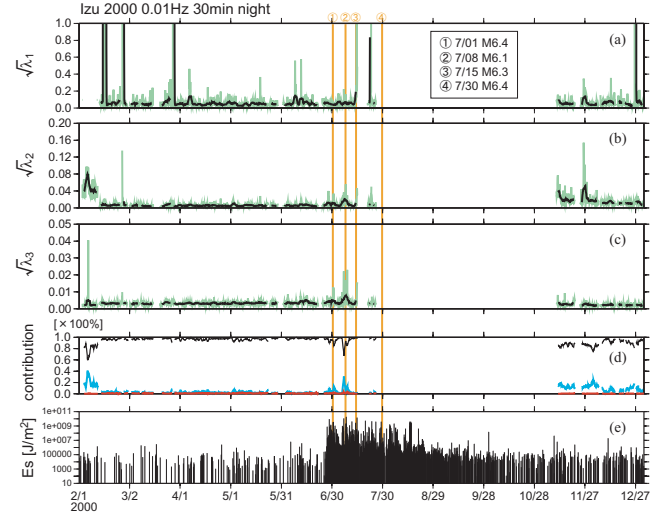 Izu 2000 0.01Hz 30min night
① ② ③ ④
① 7/01 M6.4
② 7/08 M6.1
③ 7/15 M6.3
④ 7/30 M6.4
(a)
√λ1
1.0
0.8
0.6
0.4
0.2
0.0
(b)
√λ2
0.20
0.16
0.12
0.08
0.04
0.00
(c)
√λ3
0.05
0.04
0.03
0.02
0.01
0.00
[×100%]
(d)
contribution
1.0
0.8
0.6
0.4
0.2
0.0
(e)
Es [J/m²]
1e+011
1e+009
1e+007
100000
1000
10
2/1 3/2 4/1 5/1 5/31 6/30 7/30 8/29 9/28 10/28 11/27 12/27
2000